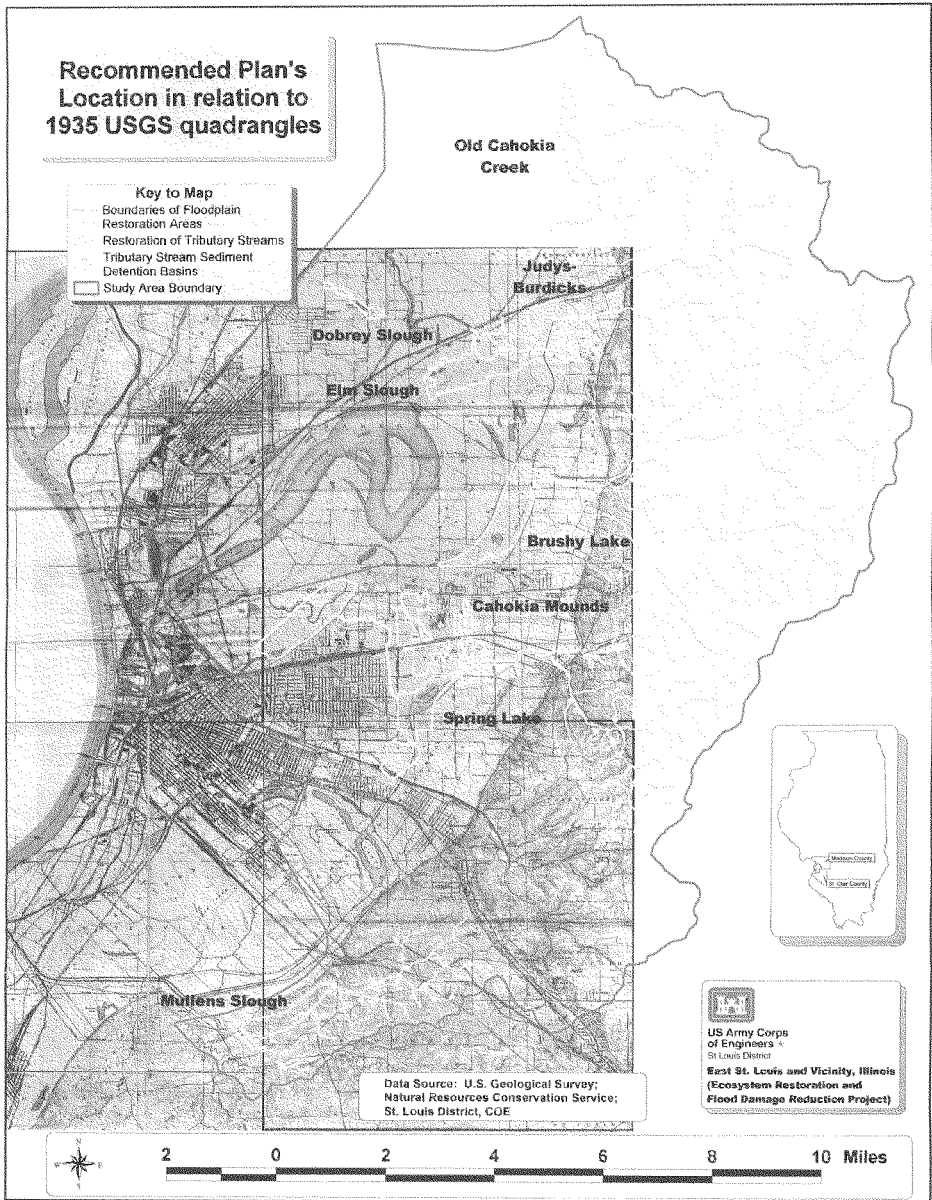 Recommended Plan's
Location in relation to
1935 USGS quadrangles
Key to Map
Boundaries of Floodplain
Restoration Areas
Restoration of Tributary Streams
Tributary Stream Sediment
Detention Basins
Study Area Boundary
Old Cahokia
Creek
Judys-
Burdicks
Dobrey Slough
Elm Slough
Brushy Lake
Cahokia Mounds
Spring Lake
Mullens Slough
Madison County
St. Clair County
US Army Corps
of Engineers
St Louis District
East St. Louis and Vicinity, Illinois
(Ecosystem Restoration and
Flood Damage Reduction Project)
Data Source: U.S. Geological Survey;
Natural Resources Conservation Service;
St. Louis District, COE
N
W E
S
2 0 2 4 6 8 10 Miles